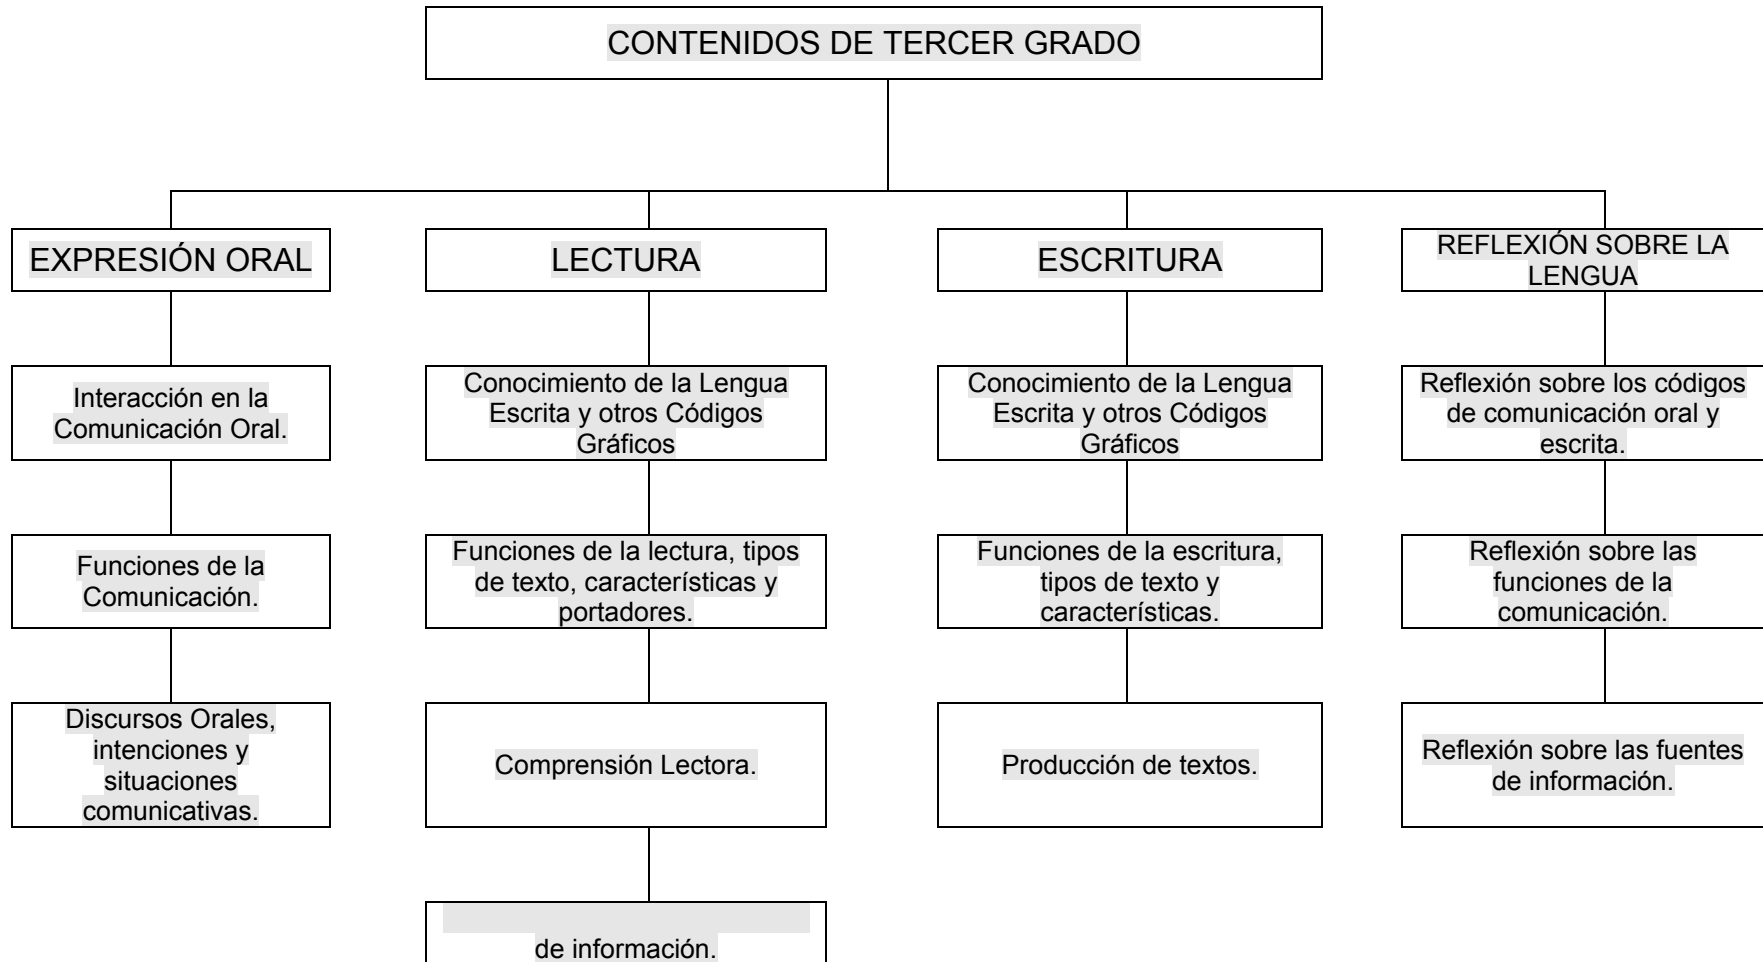 CONTENIDOS DE TERCER GRADO
EXPRESIÓN ORAL
LECTURA
ESCRITURA
REFLEXIÓN SOBRE LA
LENGUA
Interacción en la
Comunicación Oral.
Conocimiento de la Lengua
Escrita y otros Códigos
Gráficos
Conocimiento de la Lengua
Escrita y otros Códigos
Gráficos
Reflexión sobre los códigos
de comunicación oral y
escrita.
Funciones de la
Comunicación.
Funciones de la lectura, tipos
de texto, características y
portadores.
Funciones de la escritura,
tipos de texto y
características.
Reflexión sobre las
funciones de la
comunicación.
Discursos Orales,
intenciones y
situaciones
comunicativas.
Comprensión Lectora.
Producción de textos.
Reflexión sobre las fuentes
de información.
de información.